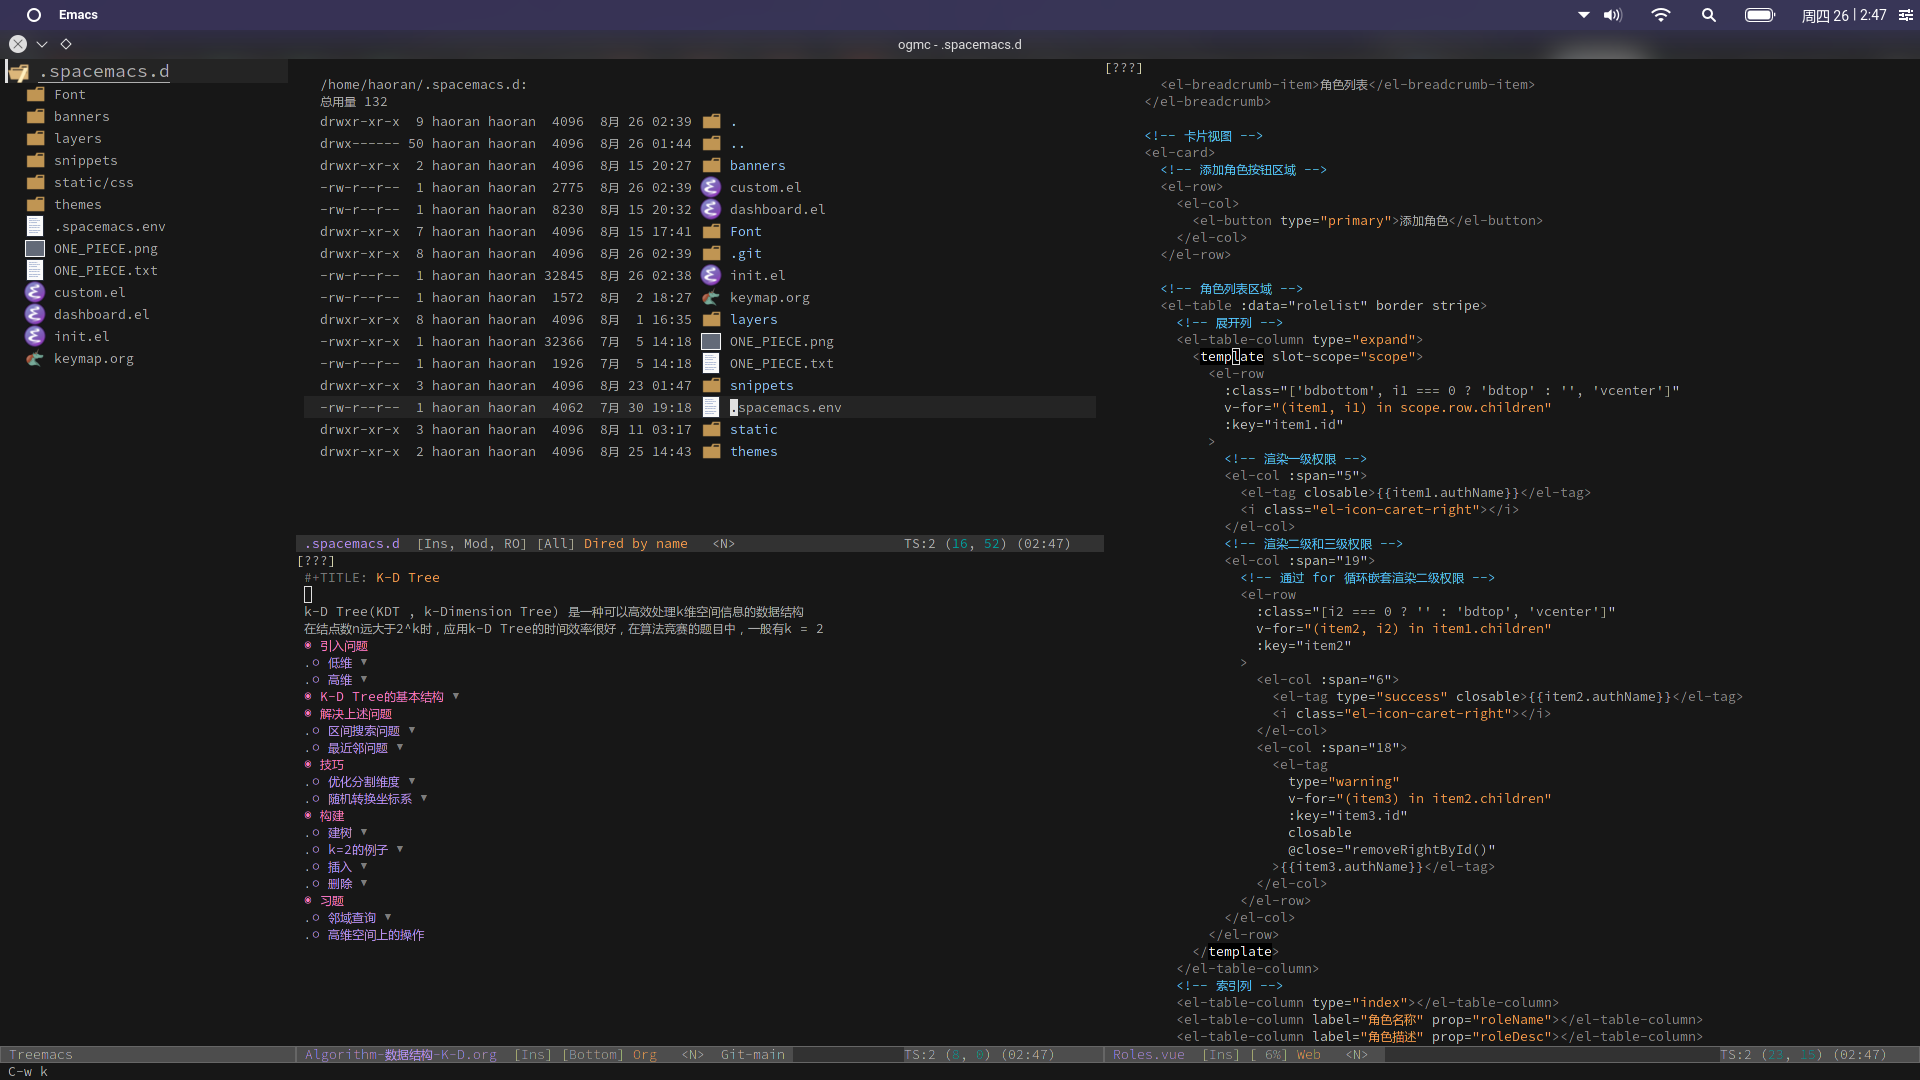 Emacs
周四 26 | 2:47
ogmc - .spacemacs.d
.spacemacs.d
Font
banners
layers
snippets
static/css
themes
.spacemacs.env
ONE_PIECE.png
ONE_PIECE.txt
custom.el
dashboard.el
init.el
keymap.org
Treemacs
/home/haoran/.spacemacs.d:
总用量 132
drwxr-xr-x  9 haoran haoran  4096  8月 26 02:39 .
drwx------ 50 haoran haoran  4096  8月 26 01:44 ..
drwxr-xr-x  2 haoran haoran  4096  8月 15 20:27 banners
-rw-r--r--  1 haoran haoran  2775  8月 26 02:39 custom.el
-rw-r--r--  1 haoran haoran  8230  8月 15 20:32 dashboard.el
drwxr-xr-x  7 haoran haoran  4096  8月 15 17:41 Font
drwxr-xr-x  8 haoran haoran  4096  8月 26 02:39 .git
-rw-r--r--  1 haoran haoran 32845  8月 26 02:38 init.el
-rw-r--r--  1 haoran haoran  1572  8月  2 18:27 keymap.org
drwxr-xr-x  8 haoran haoran  4096  8月  1 16:35 layers
-rwxr-xr-x  1 haoran haoran 32366  7月  5 14:18 ONE_PIECE.png
-rwxr-xr-x  1 haoran haoran  1926  7月  5 14:18 ONE_PIECE.txt
drwxr-xr-x  3 haoran haoran  4096  8月 23 01:47 snippets
-rw-r--r--  1 haoran haoran  4062  7月 30 19:18 .spacemacs.env
drwxr-xr-x  3 haoran haoran  4096  8月 11 03:17 static
drwxr-xr-x  2 haoran haoran  4096  8月 25 14:43 themes
.spacemacs.d  [Ins, Mod, RO] [All] Dired by name   <N>   TS:2 (16, 52) (02:47)
[???]
#+TITLE: K-D Tree
k-D Tree(KDT , k-Dimension Tree) 是一种可以高效处理k维空间信息的数据结构
在结点数n远大于2^k时，应用k-D Tree的时间效率很好，在算法竞赛的题目中，一般有k = 2
◉ 引入问题
.○ 低维 ▼
.○ 高维 ▼
◉ K-D Tree的基本结构 ▼
◉ 解决上述问题
.○ 区间搜索问题 ▼
.○ 最近邻问题 ▼
◉ 技巧
.○ 优化分割维度 ▼
.○ 随机转换坐标系 ▼
◉ 构建
.○ 建树 ▼
.○ k=2的例子 ▼
.○ 插入 ▼
.○ 删除 ▼
◉ 习题
.○ 邻域查询 ▼
.○ 高维空间上的操作
Algorithm-数据结构-K-D.org  [Ins] [Bottom] Org   <N>  Git-main   TS:2 (8, 0) (02:47)
[???]
<el-breadcrumb-item>角色列表</el-breadcrumb-item>
</el-breadcrumb>
<!-- 卡片视图 -->
<el-card>
<!-- 添加角色按钮区域 -->
<el-row>
<el-col>
<el-button type="primary">添加角色</el-button>
</el-col>
</el-row>
<!-- 角色列表区域 -->
<el-table :data="rolelist" border stripe>
<!-- 展开列 -->
<el-table-column type="expand">
<template slot-scope="scope">
<el-row
:class="['bdbottom', i1 === 0 ? 'bdtop' : '', 'vcenter']"
v-for="(item1, i1) in scope.row.children"
:key="item1.id"
>
<!-- 渲染一级权限 -->
<el-col :span="5">
<el-tag closable>{{item1.authName}}</el-tag>
<i class="el-icon-caret-right"></i>
</el-col>
<!-- 渲染二级和三级权限 -->
<el-col :span="19">
<!-- 通过 for 循环嵌套渲染二级权限 -->
<el-row
:class="[i2 === 0 ? '' : 'bdtop', 'vcenter']"
v-for="(item2, i2) in item1.children"
:key="item2"
>
<el-col :span="6">
<el-tag type="success" closable>{{item2.authName}}</el-tag>
<i class="el-icon-caret-right"></i>
</el-col>
<el-col :span="18">
<el-tag
type="warning"
v-for="(item3) in item2.children"
:key="item3.id"
closable
@close="removeRightById()"
>{{item3.authName}}</el-tag>
</el-col>
</el-row>
</el-col>
</el-row>
</template>
</el-table-column>
<!-- 索引列 -->
<el-table-column type="index"></el-table-column>
<el-table-column label="角色名称" prop="roleName"></el-table-column>
<el-table-column label="角色描述" prop="roleDesc"></el-table-column>
Roles.vue  [Ins] [ 6%] Web   <N>   TS:2 (23, 15) (02:47)
C-w k